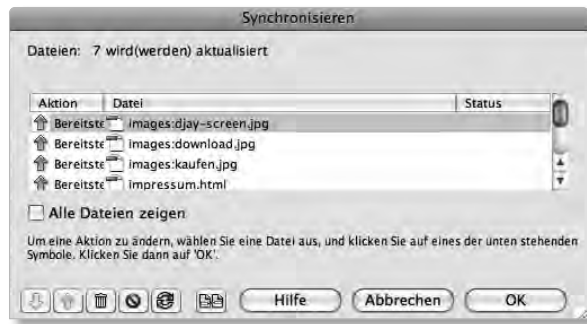 Synchronisieren
Dateien: 7 wird(werden) aktualisiert
Aktion Datei Status
Bereitste images:djay-screen.jpg
Bereitste images:download.jpg
Bereitste images:kaufen.jpg
Bereitste impressum.html
Alle Dateien zeigen
Um eine Aktion zu ändern, wählen Sie eine Datei aus, und klicken Sie auf eines der unten stehenden
Symbole. Klicken Sie dann auf 'OK'.
Hilfe Abbrechen OK